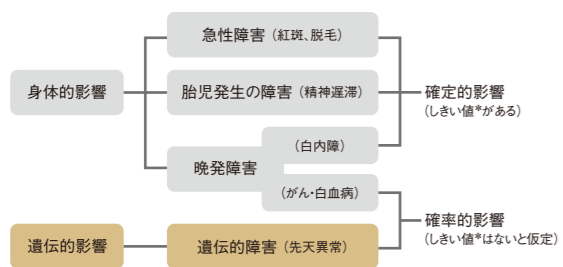 急性障害（紅斑、脱毛）
身体的影響
胎児発生の障害（精神遅滞）
確定的影響
（しきい値*がある）
（白内障）
晩発障害
（がん・白血病）
確率的影響
（しきい値*はないと仮定）
遺伝的影響
遺伝的障害（先天異常）